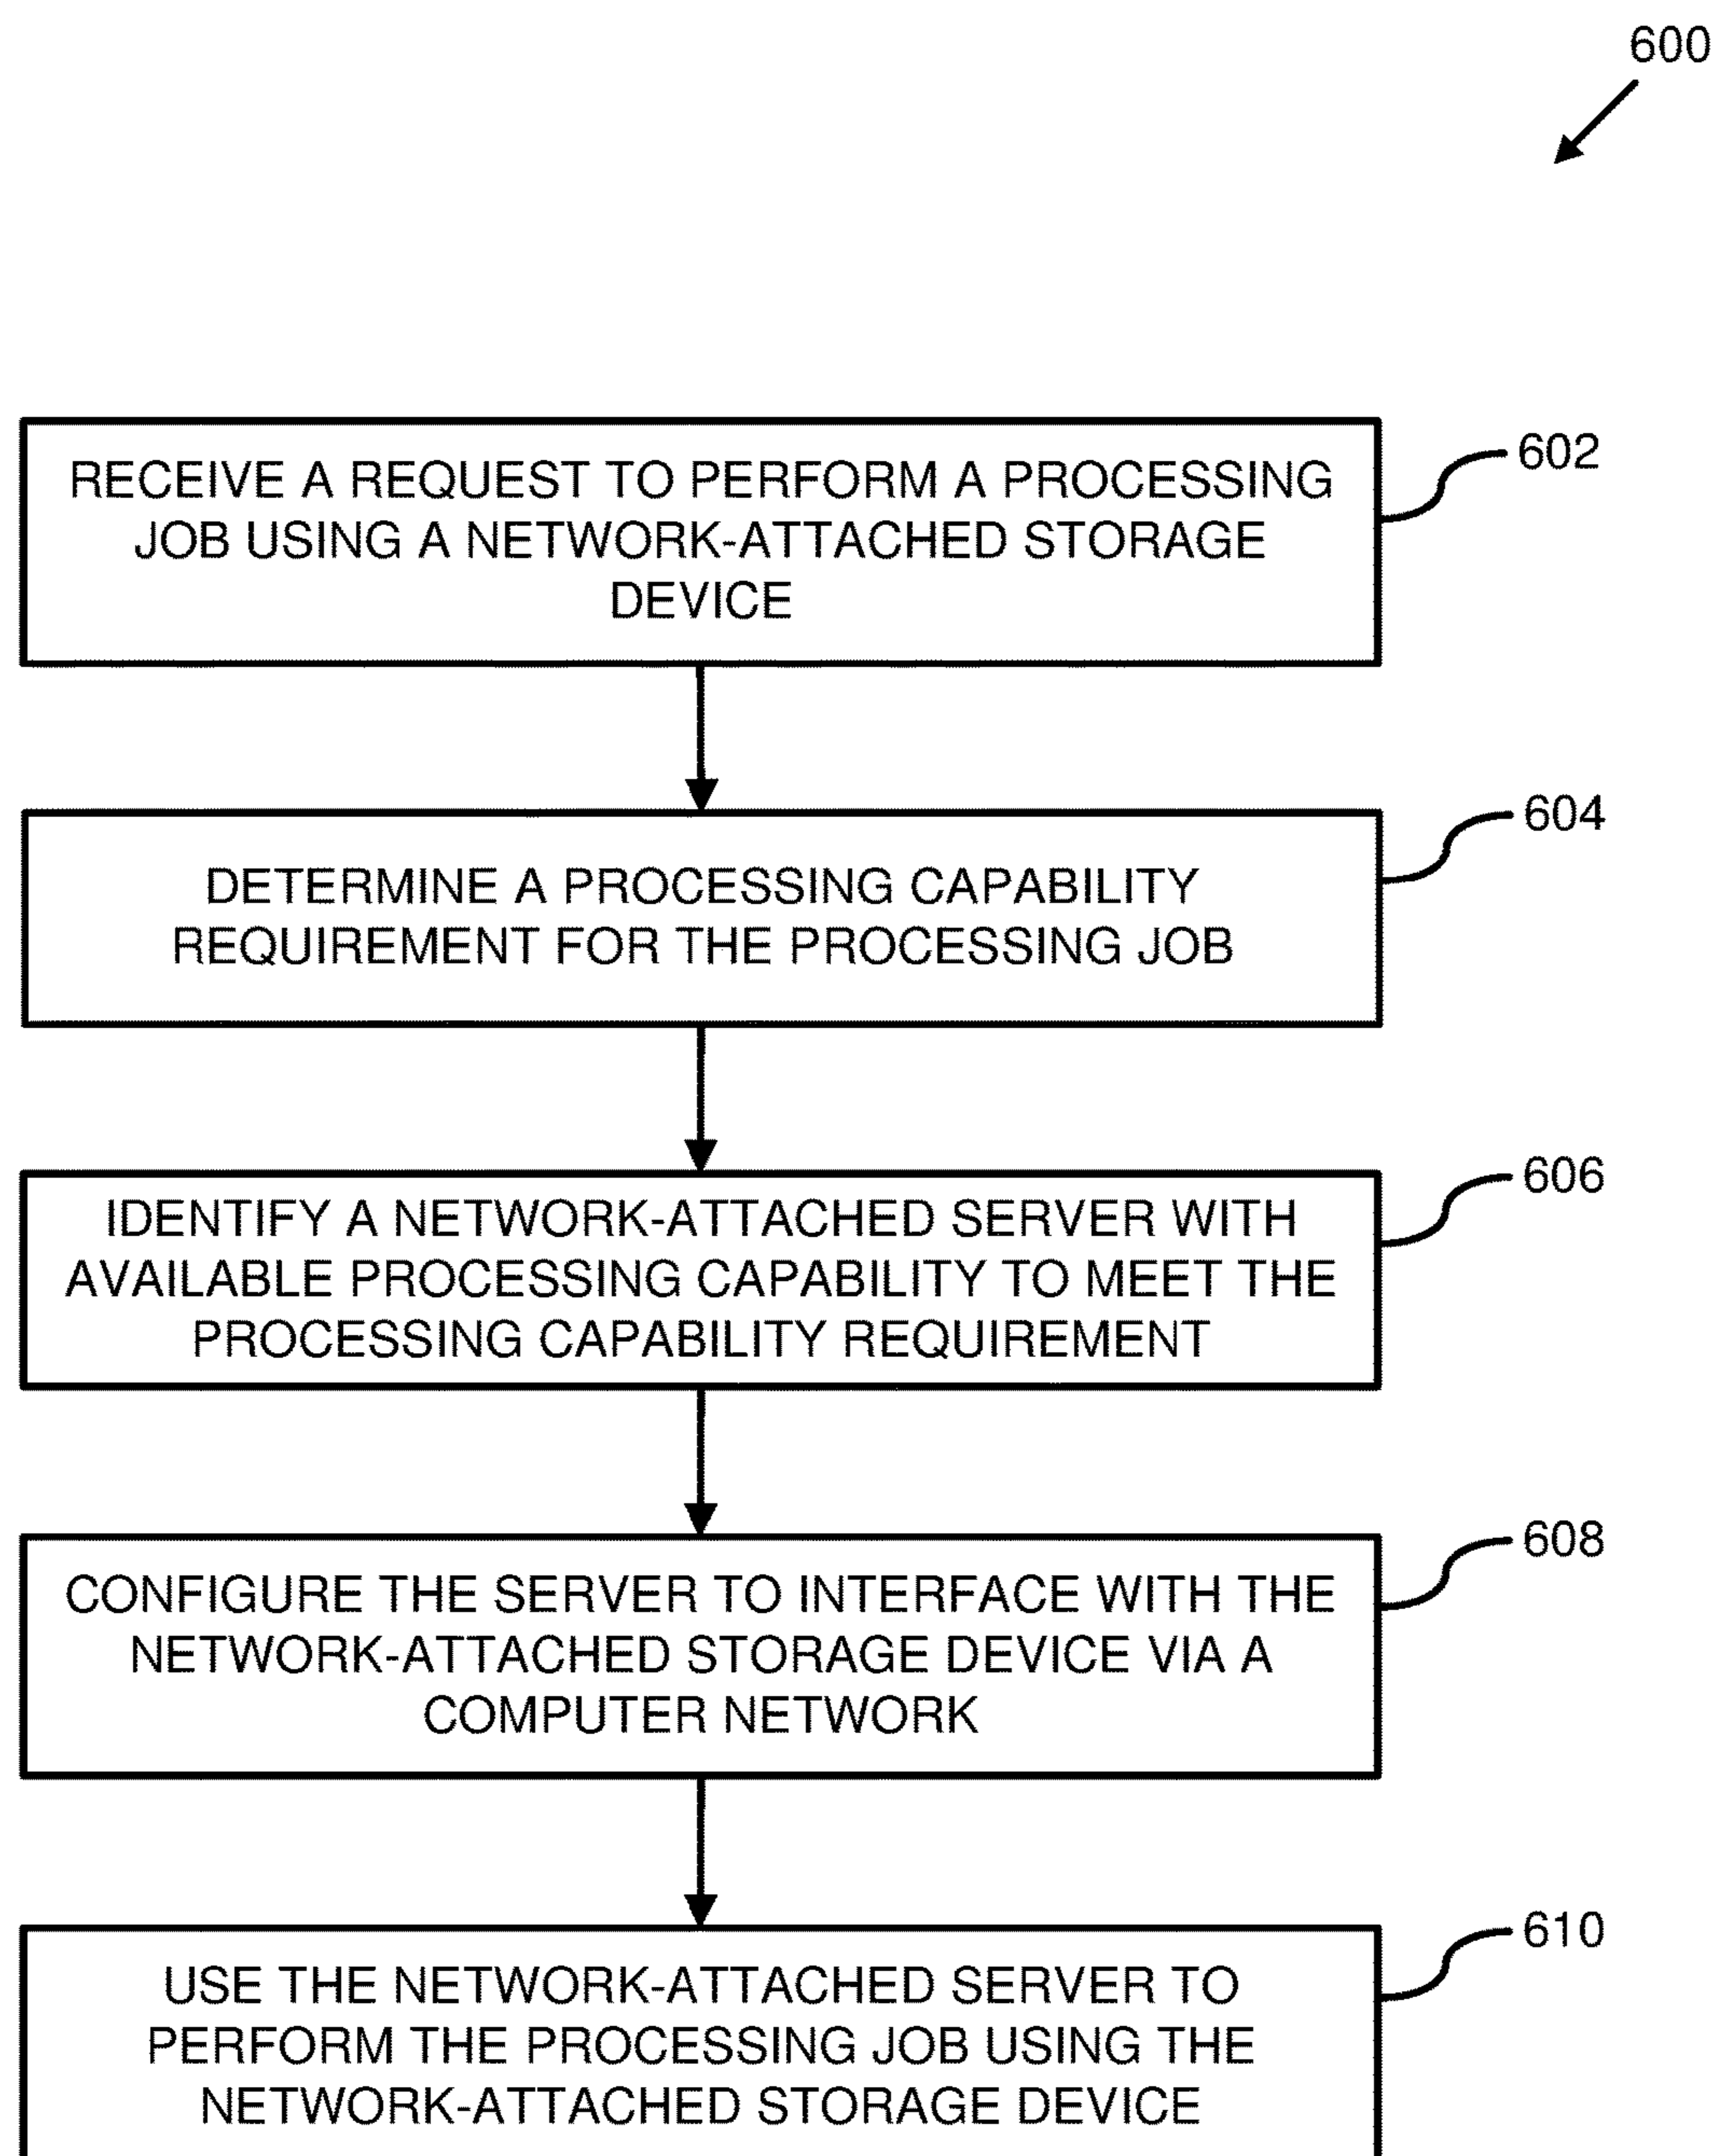 600
RECEIVE A REQUEST TO PERFORM A PROCESSING
JOB USING A NETWORK-ATTACHED STORAGE
DEVICE
602
DETERMINE A PROCESSING CAPABILITY
REQUIREMENT FOR THE PROCESSING JOB
604
IDENTIFY A NETWORK-ATTACHED SERVER WITH
AVAILABLE PROCESSING CAPABILITY TO MEET THE
PROCESSING CAPABILITY REQUIREMENT
606
CONFIGURE THE SERVER TO INTERFACE WITH THE
NETWORK-ATTACHED STORAGE DEVICE VIA A
COMPUTER NETWORK
608
USE THE NETWORK-ATTACHED SERVER TO
PERFORM THE PROCESSING JOB USING THE
NETWORK-ATTACHED STORAGE DEVICE
610